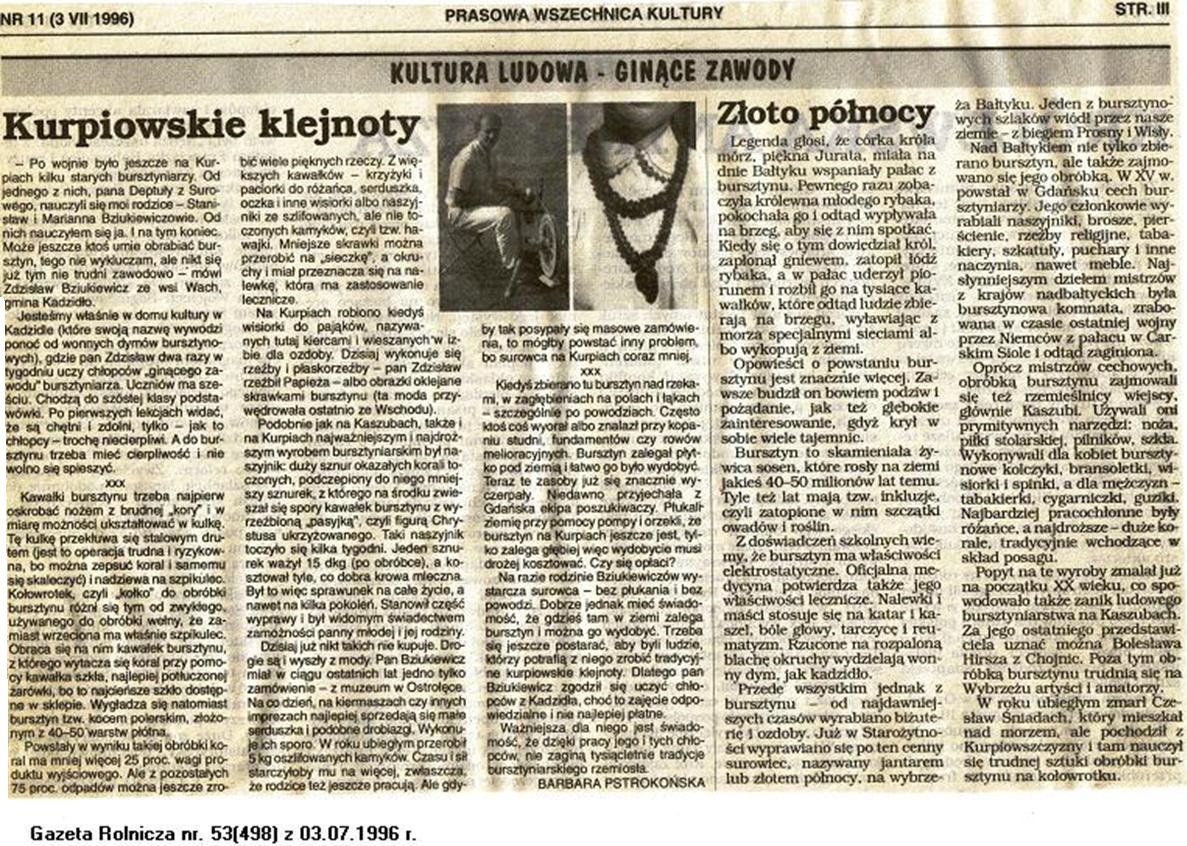 NR 11 (3 VII 1996)
PRASOWA WSZECHNICA KULTURY
STR. III
KULTURA LUDOWA - GINĄCE ZAWODY
Kurpiowskie klejnoty
– Po wojnie było jeszcze na Kur-
piach kilku starych bursztyniarzy. Od
jednego z nich, pana Deptuły z Suro-
wego, nauczyli się moi rodzice – Stani-
sław i Marianna Bziukiewiczowie. Od
nich nauczyłem się ja. I na tym koniec.
Może jeszcze ktoś umie obrabiać bur-
sztyn, tego nie wykluczam, ale nikt się
już tym nie trudni zawodowo – mówi
Zdzisław Bziukiewicz ze wsi Wach,
gmina Kadzidło.
Jesteśmy właśnie w domu kultury w
Kadzidle (które swoją nazwę wywodzi
ponoć od wonnych dymów bursztyno-
wych), gdzie pan Zdzisław dwa razy w
tygodniu uczy chłopców „ginącego za-
wodu” bursztyniarza. Uczniów ma sze-
ściu. Chodzą do szóstej klasy podsta-
wówki. Po pierwszych lekcjach widać,
że są chętni i zdolni, tylko – jak to
chłopcy – trochę niecierpliwi. A do bur-
sztynu trzeba mieć cierpliwość i nie
wolno się spieszyć.
xxx
Kawałki bursztynu trzeba najpierw
oskrobać nożem z brudnej „kory” i w
miarę możności ukształtować w kulkę.
Tę kulkę przekłuwa się stalowym dru-
tem (jest to operacja trudna i ryzykow-
na, bo można zepsuć koral i samemu
się skaleczyć) i nadziewa na szpikulec.
Kołowrotek, czyli „kołko” do obróbki
bursztynu różni się tym od zwykłego,
używanego do obróbki wełny, że za-
miast wrzeciona ma właśnie szpikulec.
Obraca się na nim kawałek bursztynu,
z którego wytacza się koral przy pomo-
cy kawałka szkła, najlepiej potłuczonej
żarówki, bo to najcieńsze szkło dostęp-
ne w sklepie. Wygładza się natomiast
bursztyn tzw. kocem polerskim, złożo-
nym z 40–50 warstw płótna.
Powstały w wyniku takiej obróbki ko-
ral ma mniej więcej 25 proc. wagi pro-
duktu wyjściowego. Ale z pozostałych
75 proc. odpadów można jeszcze zro-
bić wiele pięknych rzeczy. Z wię-
kszych kawałków – krzyżyki i
paciorki do różańca, serduszka,
oczka i inne wisiorki albo naszyj-
niki ze szlifowanych, ale nie to-
czonych kamyków, czyli tzw. ha-
wajki. Mniejsze skrawki można
przerobić na „sieczkę”, a okru-
chy i miał przeznacza się na na-
lewkę, która ma zastosowanie
lecznicze.
Na Kurpiach robiono kiedyś
wisiorki do pająków, nazywa-
nych tutaj kiercami i wieszanych w iz-
bie dla ozdoby. Dzisiaj wykonuje się
rzeźby i płaskorzeźby – pan Zdzisław
rzeźbił Papieża – albo obrazki oklejane
skrawkami bursztynu (ta moda przy-
wędrowała ostatnio ze Wschodu).
Podobnie jak na Kaszubach, także i
na Kurpiach najważniejszym i najdroż-
szym wyrobem bursztyniarskim był na-
szyjnik: duży sznur okazałych korali to-
czonych, podczepiony do niego mniej-
szy sznurek, z którego na środku zwie-
szał się spory kawałek bursztynu z wy-
rzeźbioną „pasyjką”, czyli figurą Chry-
stusa ukrzyżowanego. Taki naszyjnik
toczyło się kilka tygodni. Jeden sznu-
rek ważył 15 dkg (po obróbce), a ko-
sztował tyle, co dobra krowa mleczna.
Był to więc sprawunek na całe życie, a
nawet na kilka pokoleń. Stanowił część
wyprawy i był widomym świadectwem
zamożności panny młodej i jej rodziny.
Dzisiaj już nikt takich nie kupuje. Dro-
gie są i wyszły z mody. Pan Bziukiewicz
miał w ciągu ostatnich lat jedno tylko
zamówienie – z muzeum w Ostrołęce.
Na co dzień, na kiermaszach czy innych
imprezach najlepiej sprzedają się małe
serduszka i podobne drobiazgi. Wykonu-
je ich sporo. W roku ubiegłym przerobił
5 kg oszlifowanych kamyków. Czasu i sił
starczyłoby mu na więcej, zwłaszcza,
że rodzice też jeszcze pracują. Ale gdy-
by tak posypały się masowe zamówie-
nia, to mógłby powstać inny problem,
bo surowca na Kurpiach coraz mniej.
xxx
Kiedyś zbierano tu bursztyn nad rzeka-
mi, w zagłębieniach na polach i łąkach
– szczególnie po powodziach. Często
ktoś coś wyorał albo znalazł przy kopa-
niu studni, fundamentów czy rowów
melioracyjnych. Bursztyn zalegał płyt-
ko pod ziemią i łatwo go było wydobyć.
Teraz te zasoby już się znacznie wy-
czerpały. Niedawno przyjechała z
Gdańska ekipa poszukiwaczy. Płukali
ziemię przy pomocy pompy i orzekli, że
bursztyn na Kurpiach jeszcze jest, tyl-
ko zalega głębiej więc wydobycie musi
drożej kosztować. Czy się opłaci?
Na razie rodzinie Bziukiewiczów wy-
starcza surowca – bez płukania i bez
powodzi. Dobrze jednak mieć świado-
mość, że gdzieś tam w ziemi zalega
bursztyn i można go wydobyć. Trzeba
się jeszcze postarać, aby byli ludzie,
którzy potrafią z niego zrobić tradycyj-
ne kurpiowskie klejnoty. Dlatego pan
Bziukiewicz zgodził się uczyć chło-
pców z Kadzidła, choć to zajęcie odpo-
wiedzialne i nie najlepiej płatne.
Ważniejsza dla niego jest świado-
mość, że dzięki pracy jego i tych chło-
pców, nie zaginą tysiącletnie tradycje
bursztyniarskiego rzemiosła.
BARBARA PSTROKOŃSKA
Złoto północy
Legenda głosi, że córka króla
mórz, piękna Jurata, miała na
dnie Bałtyku wspaniały pałac z
bursztynu. Pewnego razu zoba-
czyła królewna młodego rybaka,
pokochała go i odtąd wypływała
na brzeg, aby się z nim spotkać.
Kiedy się o tym dowiedział król,
zapłonął gniewem, zatopił łódź
rybaka, a w pałac uderzył pio-
runem i rozbił go na tysiące ka-
wałków, które odtąd ludzie zbie-
rają na brzegu, wyławiając z
morza specjalnymi sieciami al-
bo wykopują z ziemi.
Opowieści o powstaniu bur-
sztynu jest znacznie więcej. Za-
wsze budził on bowiem podziw i
pożądanie, jak też głębokie
zainteresowanie, gdyż krył w
sobie wiele tajemnic.
Bursztyn to skamieniała ży-
wica sosen, które rosły na ziemi
jakieś 40–50 milionów lat temu.
Tyle też lat mają tzw. inkluzje,
czyli zatopione w nim szczątki
owadów i roślin.
Z doświadczeń szkolnych wie-
my, że bursztyn ma właściwości
elektrostatyczne. Oficjalna me-
dycyna potwierdza także jego
właściwości lecznicze. Nalewki i
maści stosuje się na katar i ka-
szel, bóle głowy, tarczycę i reu-
matyzm. Rzucone na rozpaloną
blachę okruchy wydzielają won-
ny dym, jak kadzidło.
Przede wszystkim jednak z
bursztynu – od najdawniej-
szych czasów wyrabiano biżute-
rię i ozdoby. Już w Starożytno-
ści wyprawiano się po ten cenny
surowiec, nazywany jantarem
lub złotem północy, na wybrze-
ża Bałtyku. Jeden z bursztyno-
wych szlaków wiódł przez nasze
ziemie – z biegiem Prosny i Wisły.
Nad Bałtykiem nie tylko zbie-
rano bursztyn, ale także zajmo-
wano się jego obróbką. W XV w.
powstał w Gdańsku cech bur-
sztyniarzy. Jego członkowie wy-
rabiali naszyjniki, brosze, pier-
ścienie, rzeźby religijne, taba-
kiery, szkatuły, puchary i inne
naczynia, nawet meble. Naj-
słynniejszym dziełem mistrzów
z krajów nadbałtyckich była
bursztynowa komnata, zrabo-
wana w czasie ostatniej wojny
przez Niemców z pałacu w Car-
skim Siole i odtąd zaginiona.
Oprócz mistrzów cechowych,
obróbką bursztynu zajmowali
się też rzemieślnicy wiejscy,
głównie Kaszubi. Używali oni
prymitywnych narzędzi: noża,
piłki stolarskiej, pilników, szkła.
Wykonywali dla kobiet burszty-
nowe kolczyki, bransoletki, wi-
siorki i spinki, a dla mężczyzn –
tabakierki, cygarniczki, guziki.
Najbardziej pracochłonne były
różańce, a najdroższe – duże ko-
rale, tradycyjnie wchodzące w
skład posagu.
Popyt na te wyroby zmalał już
na początku XX wieku, co spo-
wodowało także zanik ludowego
bursztyniarstwa na Kaszubach.
Za jego ostatniego przedstawi-
ciela uznać można Bolesława
Hirsza z Chojnic. Poza tym ob-
róbką bursztynu trudnią się na
Wybrzeżu artyści i amatorzy.
W roku ubiegłym zmarł Cze-
sław Śniadach, który mieszkał
nad morzem, ale pochodził z
Kurpiowszczyzny i tam nauczył
się trudnej sztuki obróbki bur-
sztynu na kołowrotku.
Gazeta Rolnicza nr. 53(498) z 03.07.1996 r.